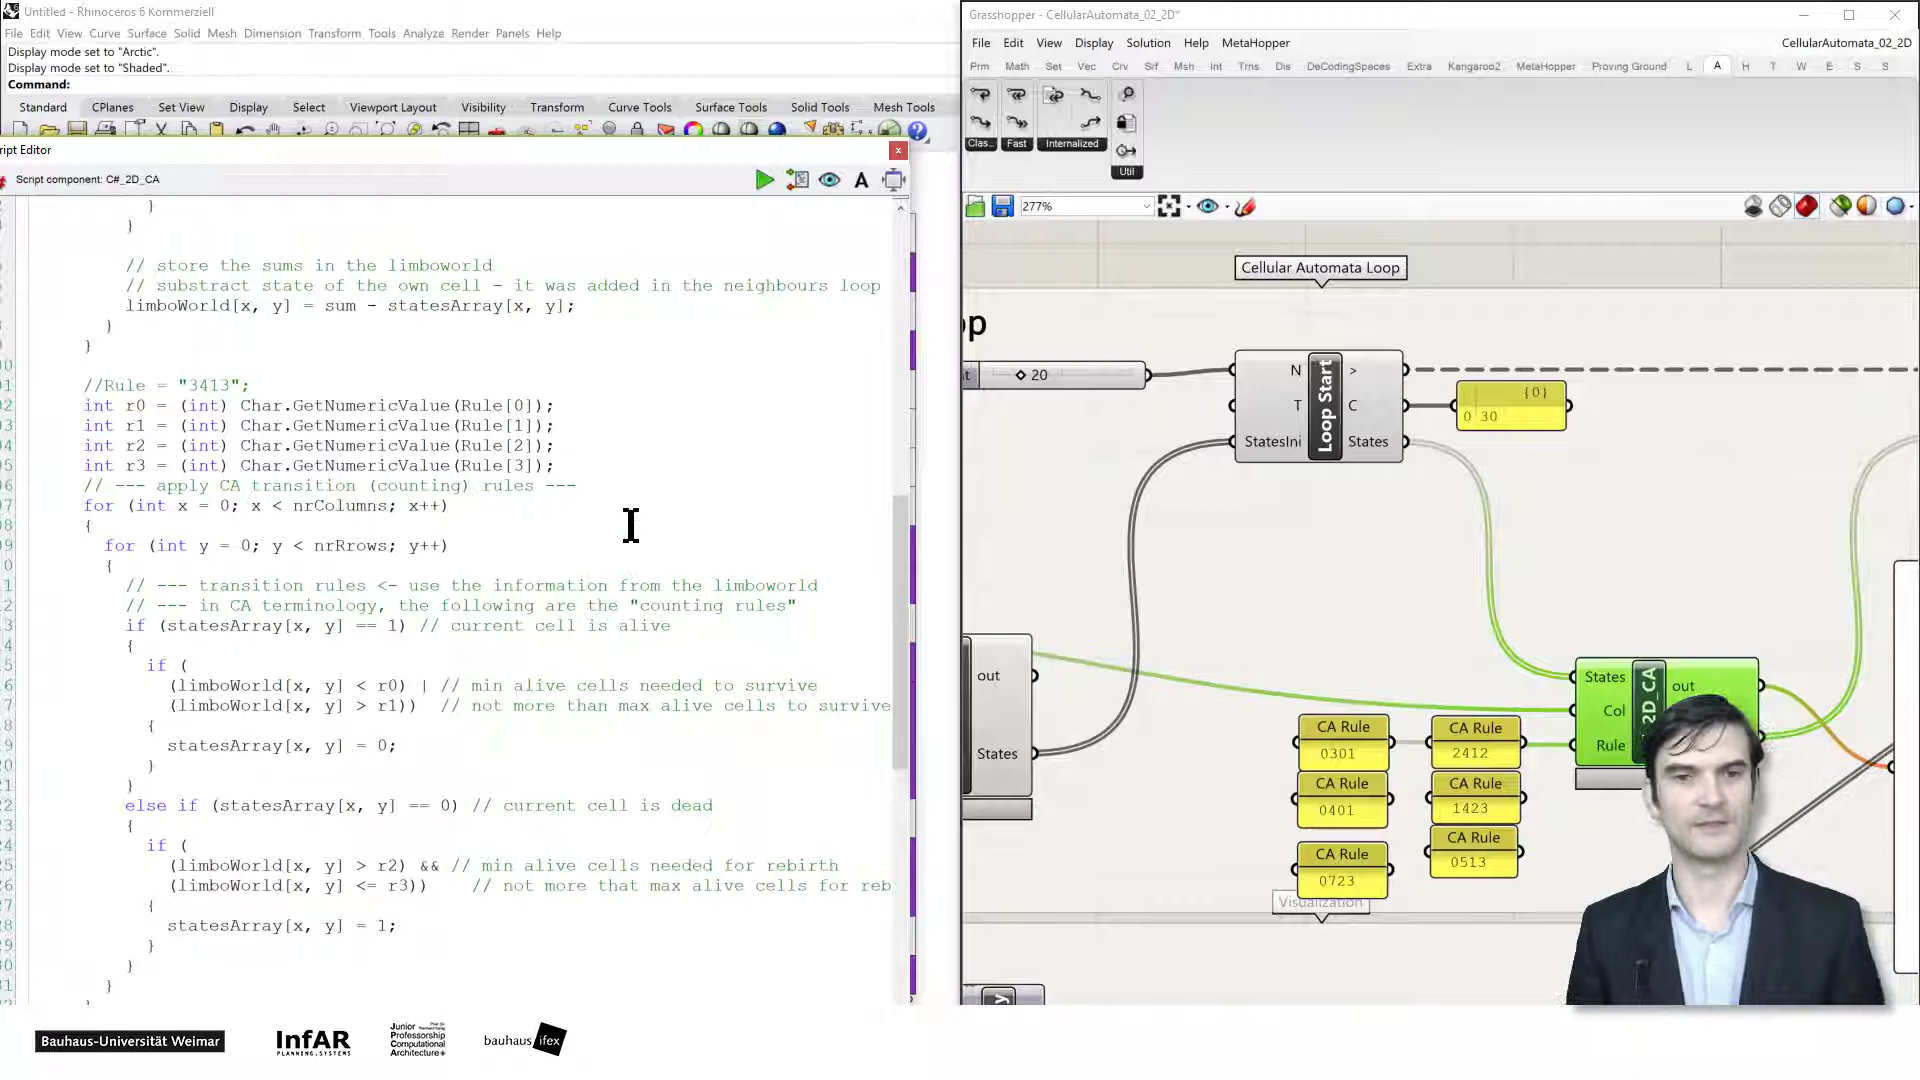 Untitled - Rhinoceros 6 Kommerziell
File Edit View Curve Surface Solid Mesh Dimension Transform Tools Analyze Render Panels Help
Display mode set to "Arctic".
Display mode set to "Shaded".
Command:
Standard CPlanes Set View Display Select Viewport Layout Visibility Transform Curve Tools Surface Tools Solid Tools Mesh Tools
ript Editor
Script component: C#_2D_CA
}
}
// store the sums in the limboworld
// substract state of the own cell - it was added in the neighbours loop
limboWorld[x, y] = sum - statesArray[x, y];
}
}
//Rule = "3413";
int r0 = (int) Char.GetNumericValue(Rule[0]);
int r1 = (int) Char.GetNumericValue(Rule[1]);
int r2 = (int) Char.GetNumericValue(Rule[2]);
int r3 = (int) Char.GetNumericValue(Rule[3]);
// --- apply CA transition (counting) rules ---
for (int x = 0; x < nrColumns; x++)
{
for (int y = 0; y < nrRrows; y++)
{
// --- transition rules <- use the information from the limboworld
// --- in CA terminology, the following are the "counting rules"
if (statesArray[x, y] == 1) // current cell is alive
{
if (
(limboWorld[x, y] < r0) | // min alive cells needed to survive
(limboWorld[x, y] > r1)) // not more than max alive cells to survive
{
statesArray[x, y] = 0;
}
}
else if (statesArray[x, y] == 0) // current cell is dead
{
if (
(limboWorld[x, y] > r2) && // min alive cells needed for rebirth
(limboWorld[x, y] <= r3)) // not more that max alive cells for reb
{
statesArray[x, y] = 1;
}
}
}
Grasshopper - CellularAutomata_02_2D*
File Edit View Display Solution Help MetaHopper
CellularAutomata_02_2D
Prm Math Set Vec Crv Srf Msh Int Trns Dis DeCodingSpaces Extra Kangaroo2 MetaHopper Proving Ground L A H T W E S S
Clas... Fast Internalized
Util
277%
Cellular Automata Loop
op
nt 20
N
T
StatesIni
Loop Start
>
C
States
{0}
0 30
out
States
States
Col
Rule
2D_CA
out
CA Rule
0301
CA Rule
2412
CA Rule
0401
CA Rule
1423
CA Rule
0513
CA Rule
0723
Visualization
Bauhaus-Universität Weimar
InfAR
PLANNING.SYSTEMS
Junior
Professorship
Computational
Architecture
bauhaus ifex